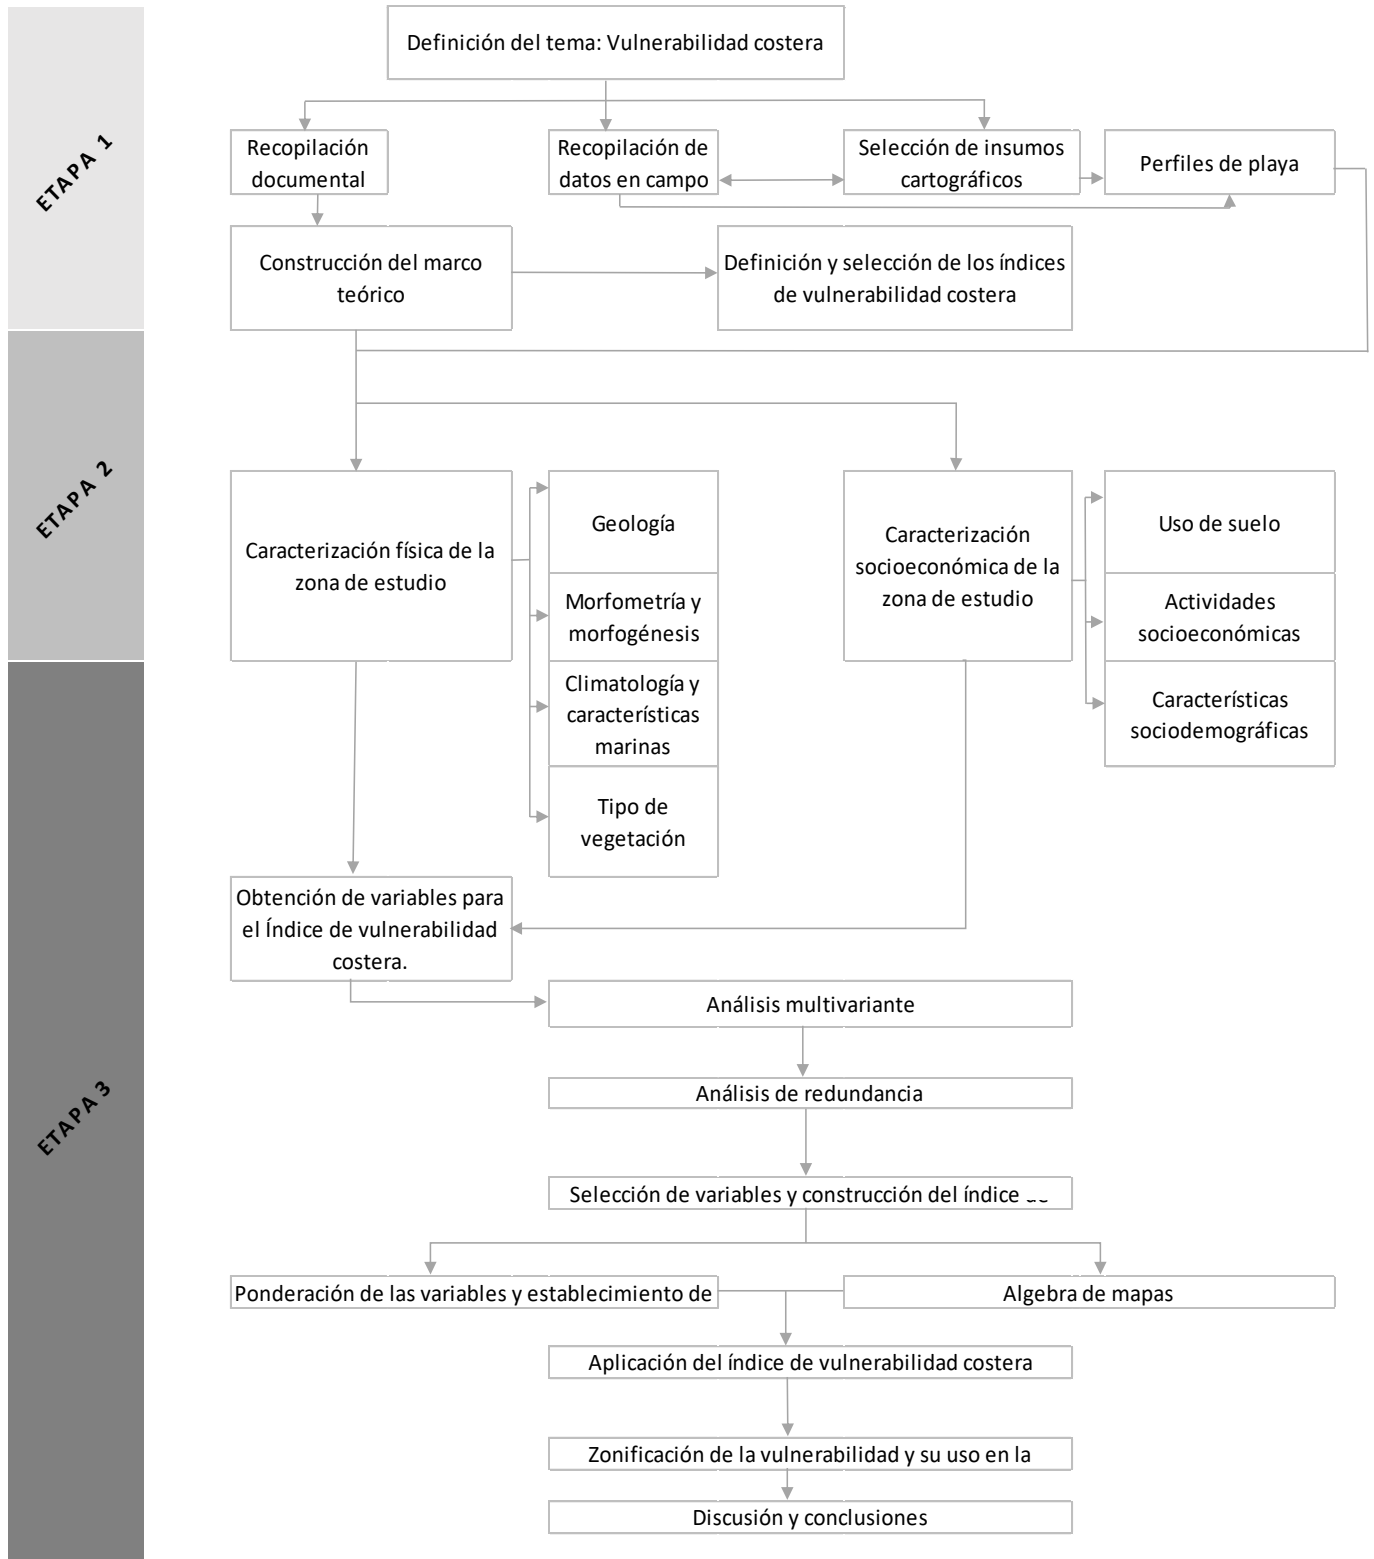 Definición del tema: Vulnerabilidad costera
ETAPA 1
Recopilación
documental
Recopilación de
datos en campo
Selección de insumos
cartográficos
Perfiles de playa
Construcción del marco
teórico
Definición y selección de los índices
de vulnerabilidad costera
ETAPA 2
Caracterización física de la
zona de estudio
Geología
Morfometría y
morfogénesis
Climatología y
características
marinas
Tipo de
vegetación
Caracterización
socioeconómica de la
zona de estudio
Uso de suelo
Actividades
socioeconómicas
Características
sociodemográficas
ETAPA 3
Obtención de variables para
el Índice de vulnerabilidad
costera.
Análisis multivariante
Análisis de redundancia
Selección de variables y construcción del índice
Ponderación de las variables y establecimiento de
Algebra de mapas
Aplicación del índice de vulnerabilidad costera
Zonificación de la vulnerabilidad y su uso en la
Discusión y conclusiones